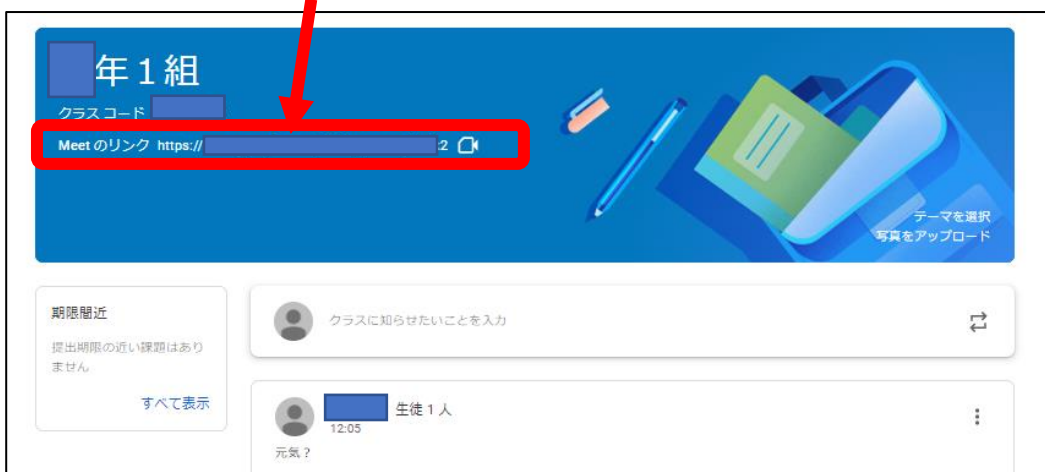 年１組
クラス コード
Meet のリンク https:// :2
テーマを選択
写真をアップロード
期限間近
提出期限の近い課題はあり
ません
すべて表示
クラスに知らせたいことを入力
生徒 1 人
12:05
元気？